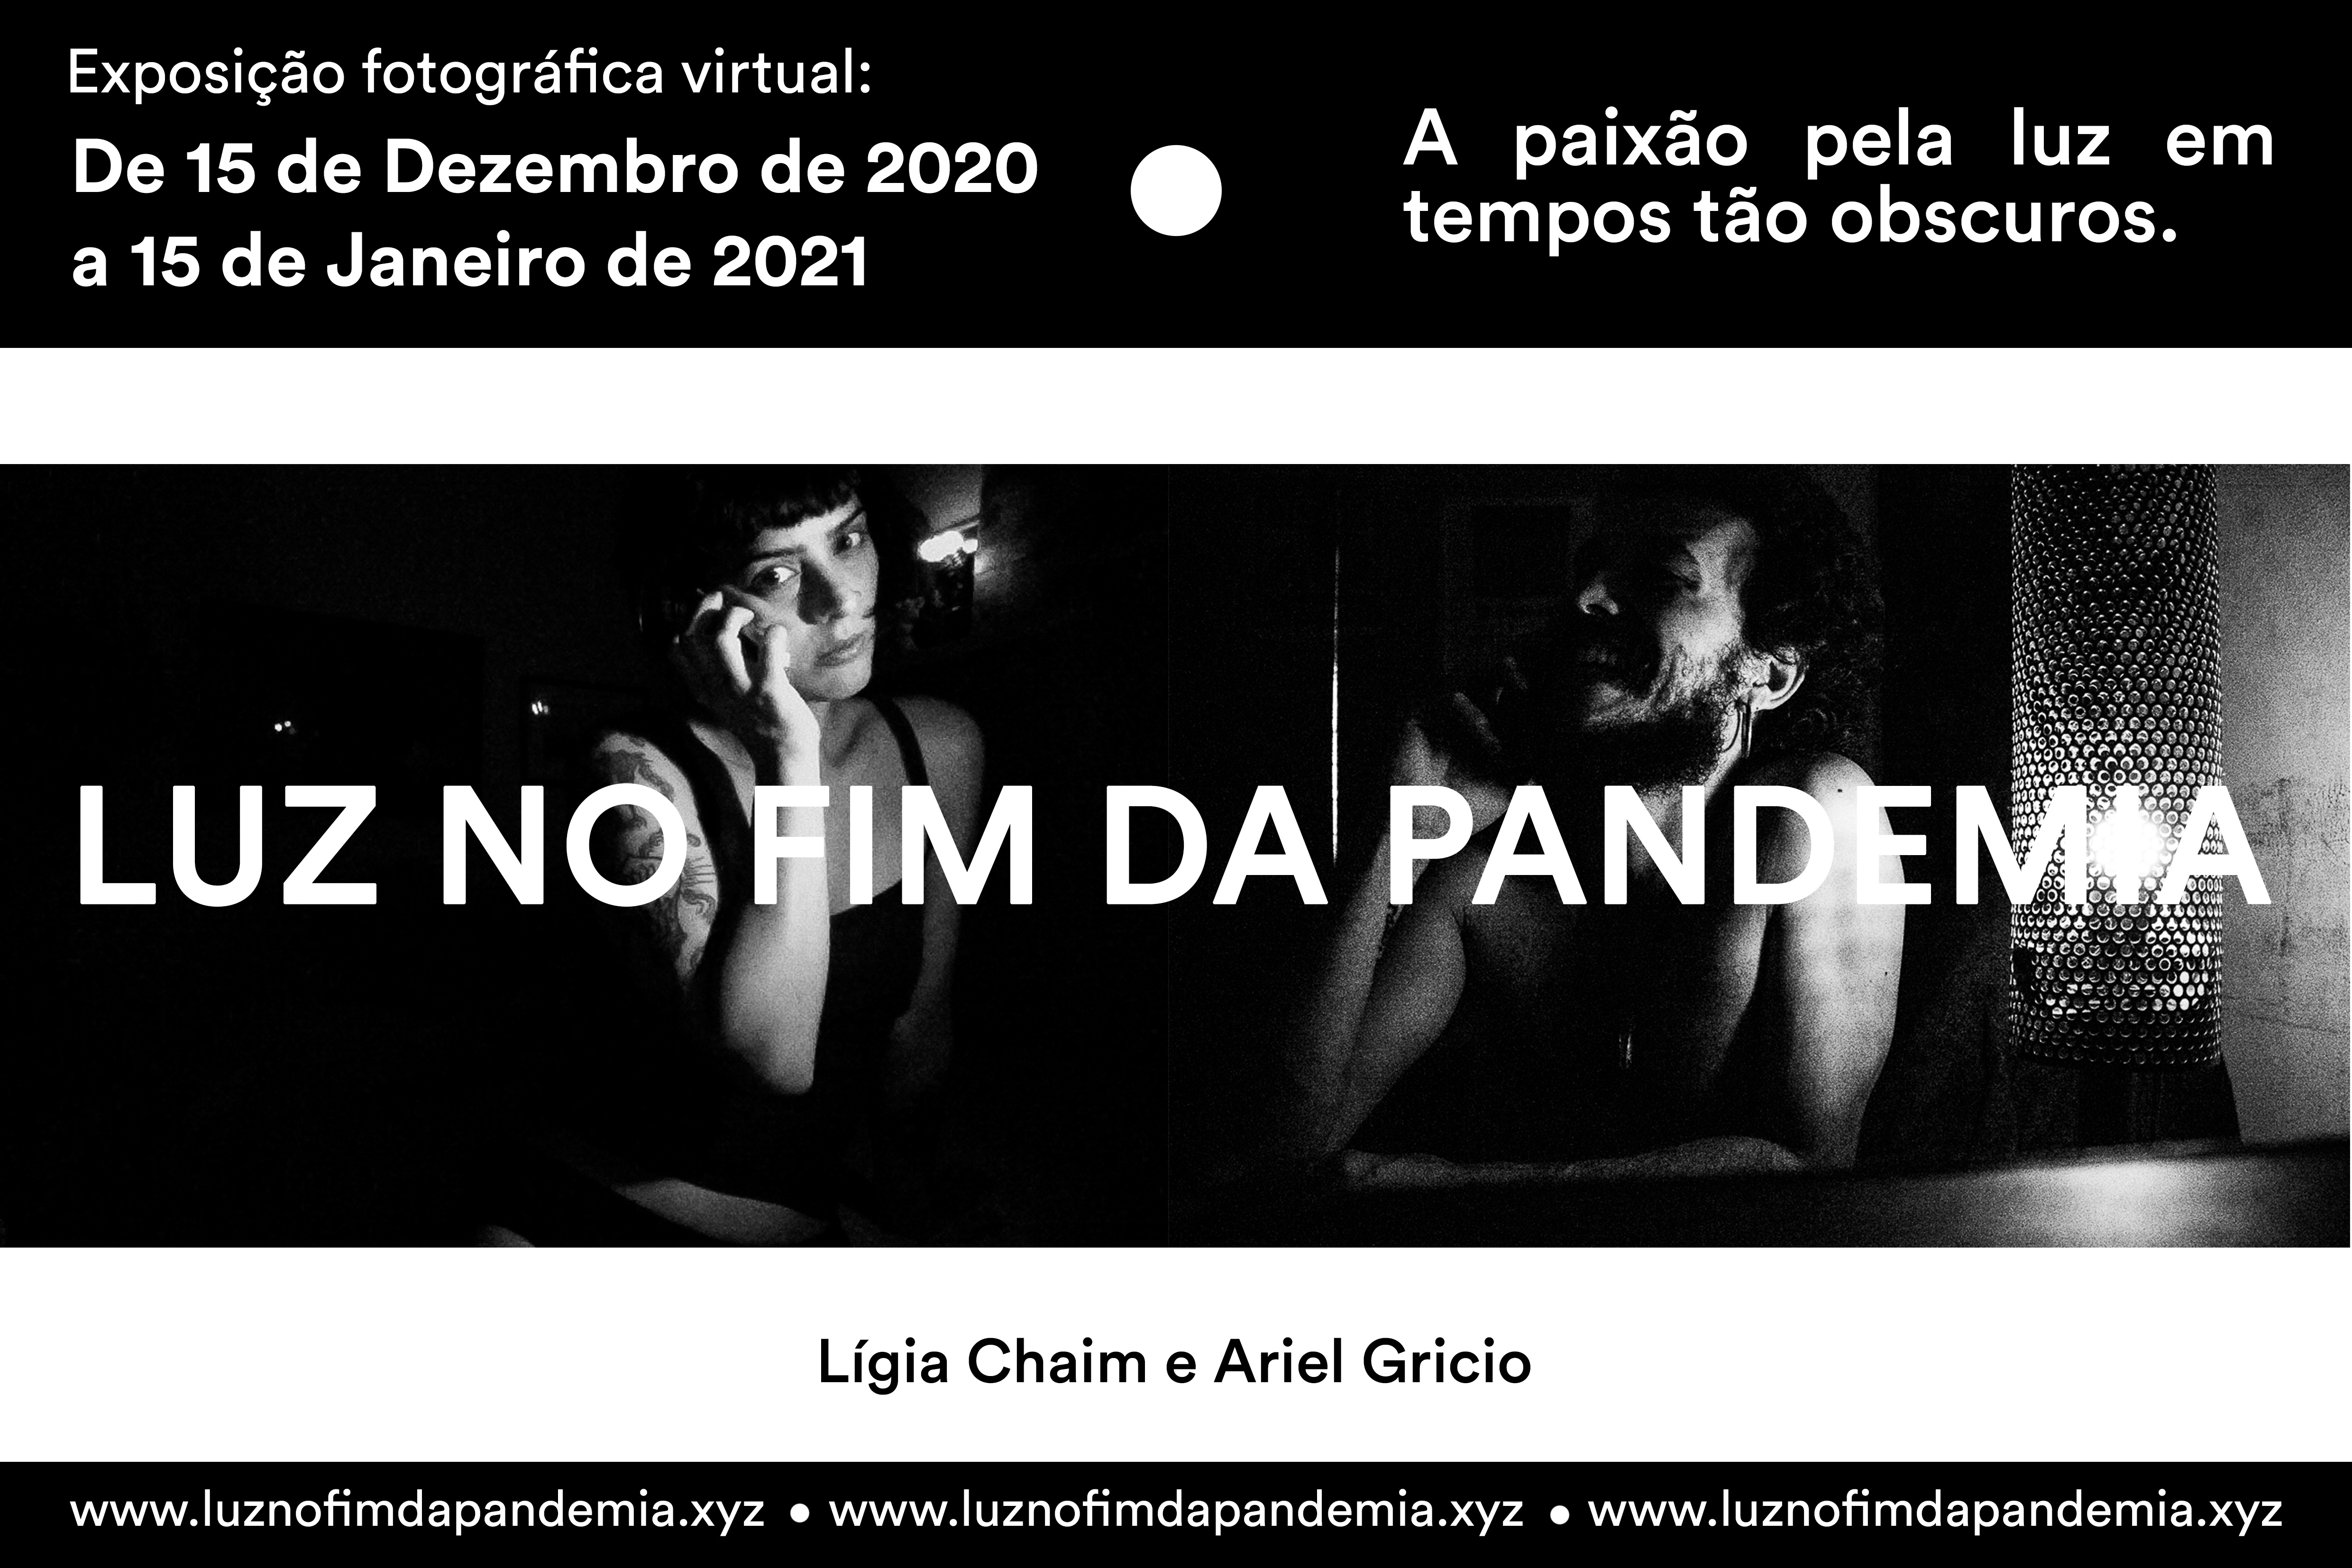 Exposição fotográfica virtual:
De 15 de Dezembro de 2020
a 15 de Janeiro de 2021
A paixão pela luz em
tempos tão obscuros.
LUZ NO FIM DA PANDEMIA
Lígia Chaim e Ariel Gricio
www.luznofimdapandemia.xyz • www.luznofimdapandemia.xyz • www.luznofimdapandemia.xyz